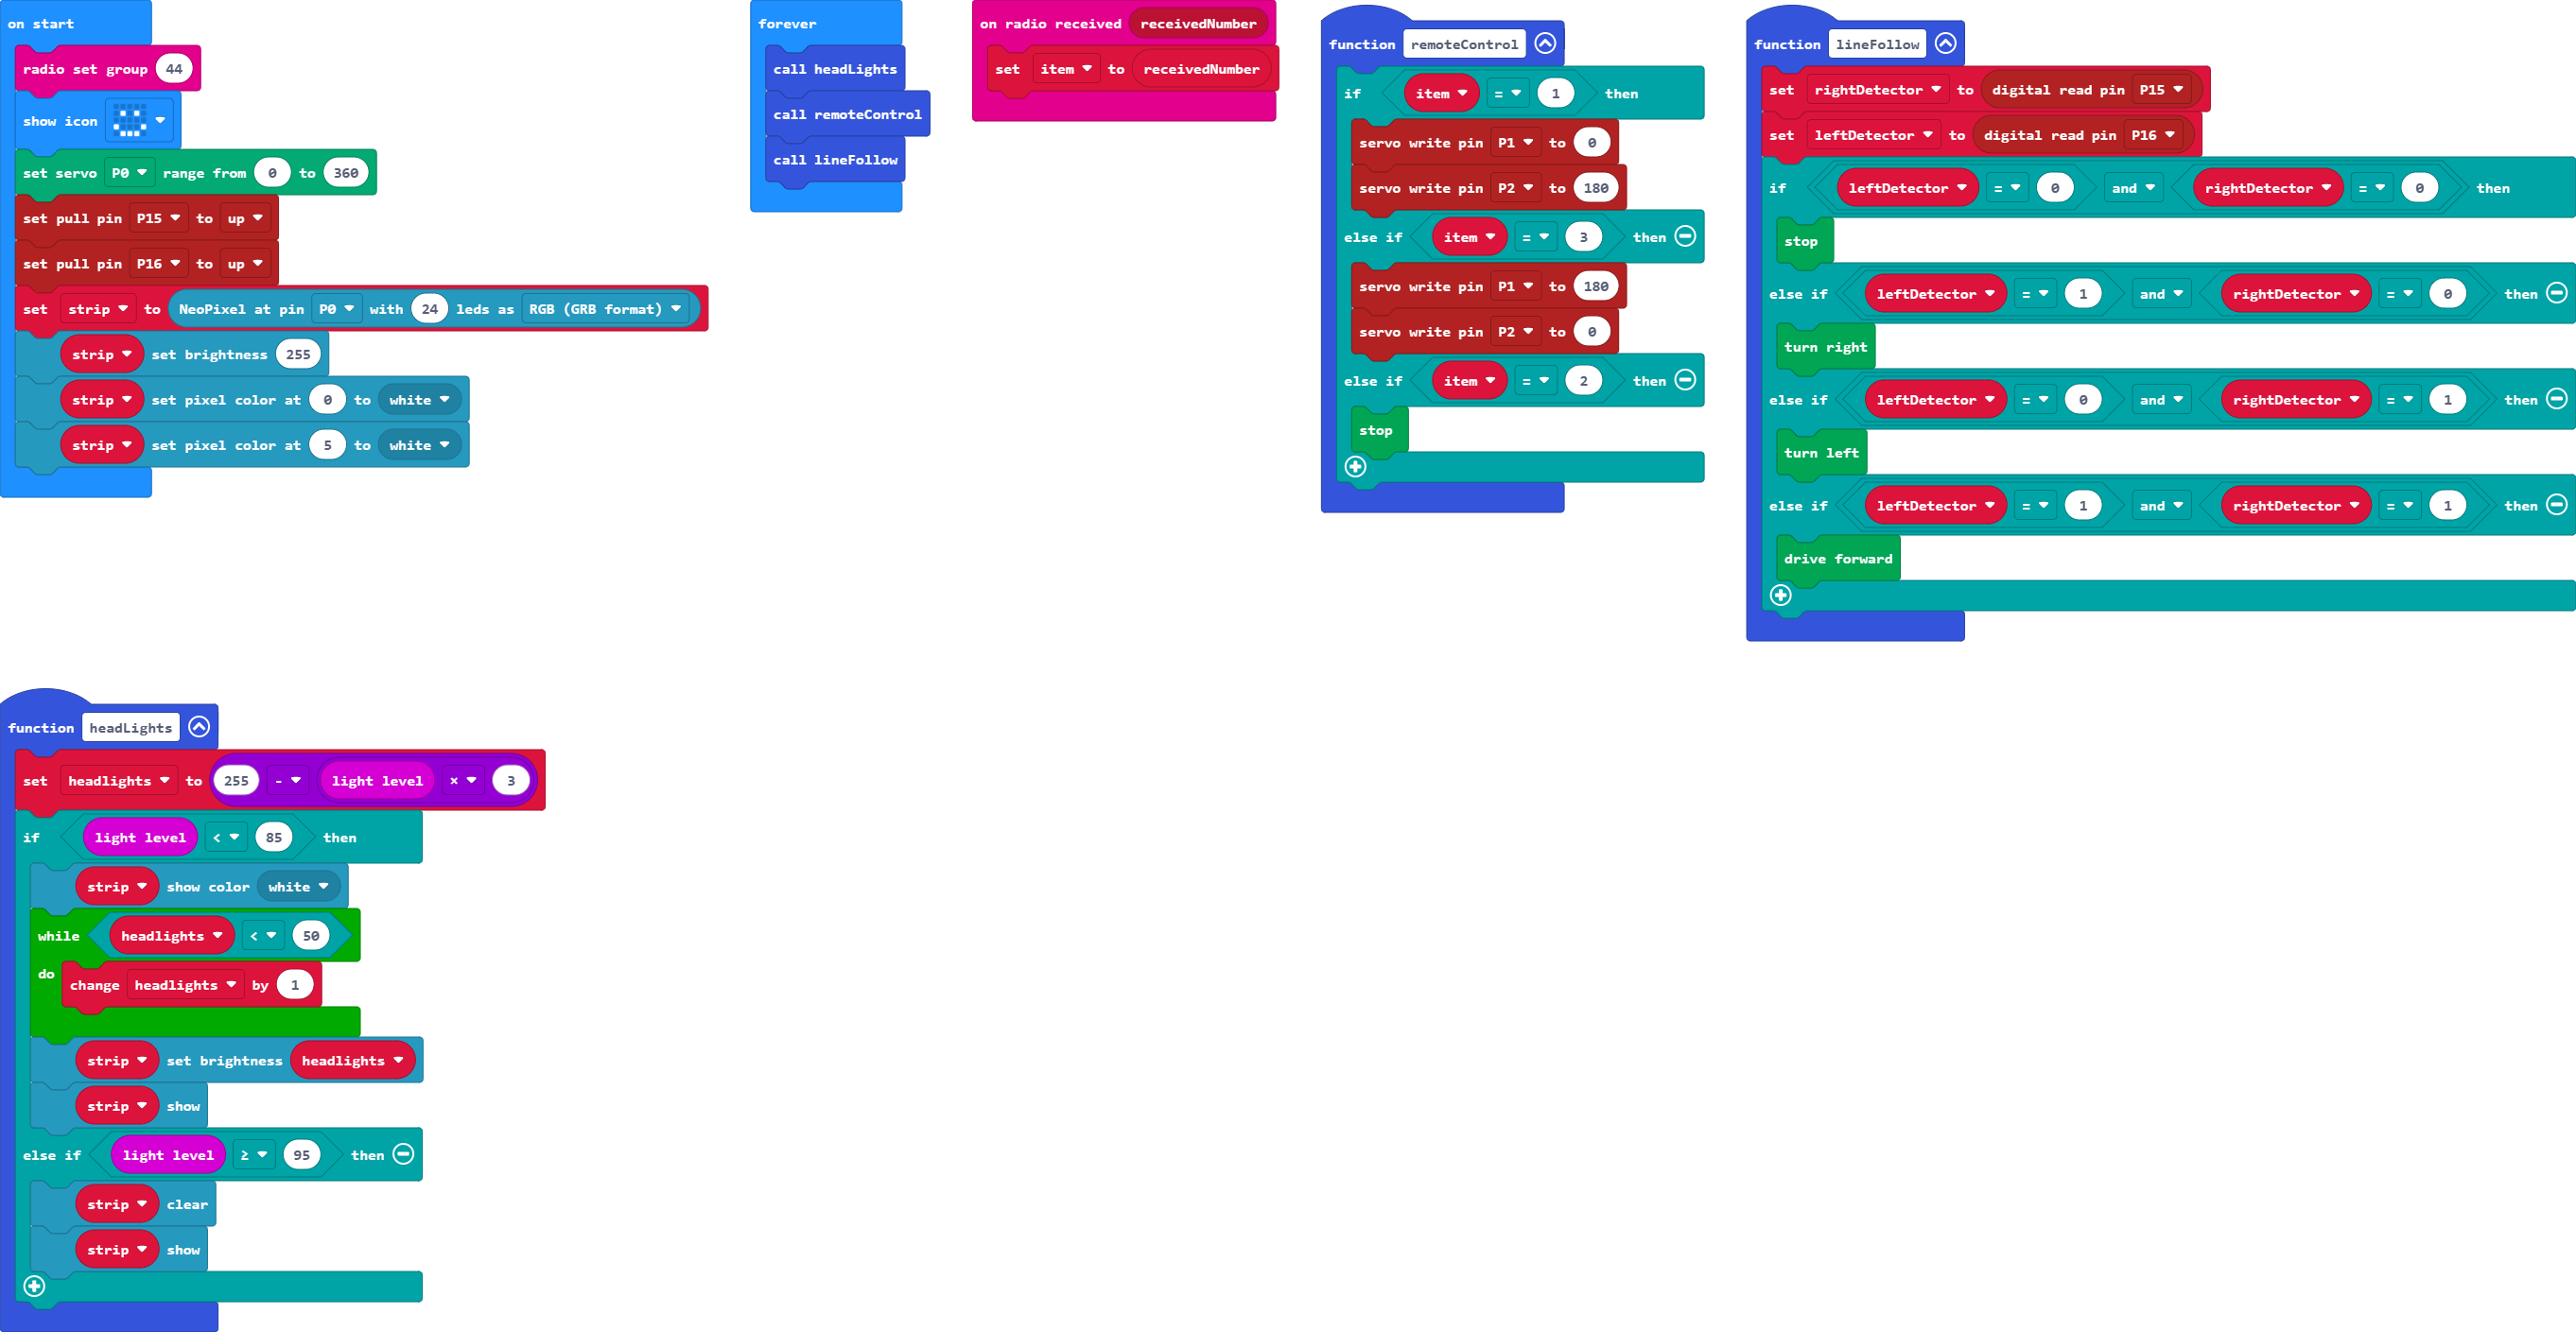 on start
radio set group 44
show icon
set servo P0 range from 0 to 360
set pull pin P15 to up
set pull pin P16 to up
set strip to NeoPixel at pin P0 with 24 leds as RGB (GRB format)
strip set brightness 255
strip set pixel color at 0 to white
strip set pixel color at 5 to white
forever
call headLights
call remoteControl
call lineFollow
on radio received receivedNumber
set item to receivedNumber
function remoteControl
if item = 1 then
servo write pin P1 to 0
servo write pin P2 to 180
else if item = 3 then
servo write pin P1 to 180
servo write pin P2 to 0
else if item = 2 then
stop
function lineFollow
set rightDetector to digital read pin P15
set leftDetector to digital read pin P16
if leftDetector = 0 and rightDetector = 0 then
stop
else if leftDetector = 1 and rightDetector = 0 then
turn right
else if leftDetector = 0 and rightDetector = 1 then
turn left
else if leftDetector = 1 and rightDetector = 1 then
drive forward
function headLights
set headlights to 255 - light level × 3
if light level < 85 then
strip show color white
while headlights < 50
do change headlights by 1
strip set brightness headlights
strip show
else if light level ≥ 95 then
strip clear
strip show